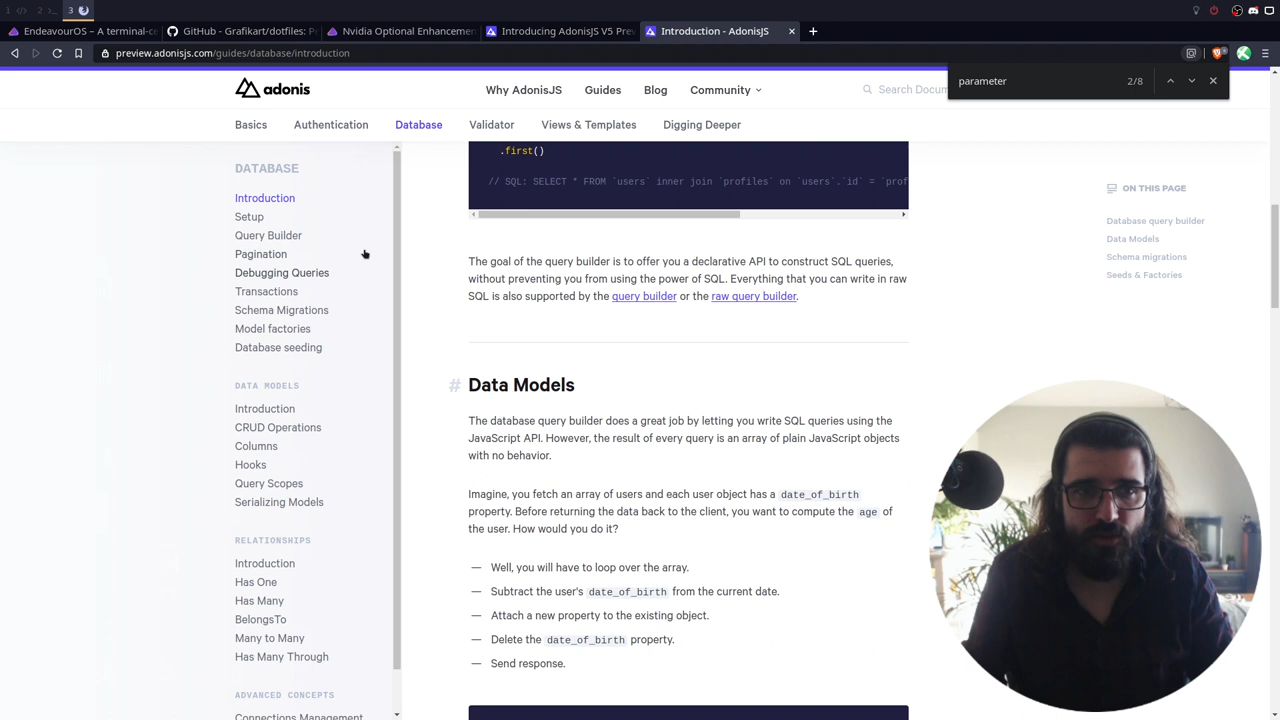 1
2
3
EndeavourOS – A terminal-ce
GitHub - Grafikart/dotfiles: Pr
Nvidia Optional Enhancemen
Introducing AdonisJS V5 Prev
Introduction - AdonisJS
preview.adonisjs.com/guides/database/introduction
parameter 2/8
adonis
Why AdonisJS Guides Blog Community
Search Docum
Basics Authentication Database Validator Views & Templates Digging Deeper
DATABASE
Introduction
Setup
Query Builder
Pagination
Debugging Queries
Transactions
Schema Migrations
Model factories
Database seeding
DATA MODELS
Introduction
CRUD Operations
Columns
Hooks
Query Scopes
Serializing Models
RELATIONSHIPS
Introduction
Has One
Has Many
BelongsTo
Many to Many
Has Many Through
ADVANCED CONCEPTS
Connections Management
.first()
// SQL: SELECT * FROM `users` inner join `profiles` on `users`.`id` = `prof
The goal of the query builder is to offer you a declarative API to construct SQL queries,
without preventing you from using the power of SQL. Everything that you can write in raw
SQL is also supported by the query builder or the raw query builder.
# Data Models
The database query builder does a great job by letting you write SQL queries using the
JavaScript API. However, the result of every query is an array of plain JavaScript objects
with no behavior.
Imagine, you fetch an array of users and each user object has a date_of_birth
property. Before returning the data back to the client, you want to compute the age of
the user. How would you do it?
— Well, you will have to loop over the array.
— Subtract the user's date_of_birth from the current date.
— Attach a new property to the existing object.
— Delete the date_of_birth property.
— Send response.
ON THIS PAGE
Database query builder
Data Models
Schema migrations
Seeds & Factories